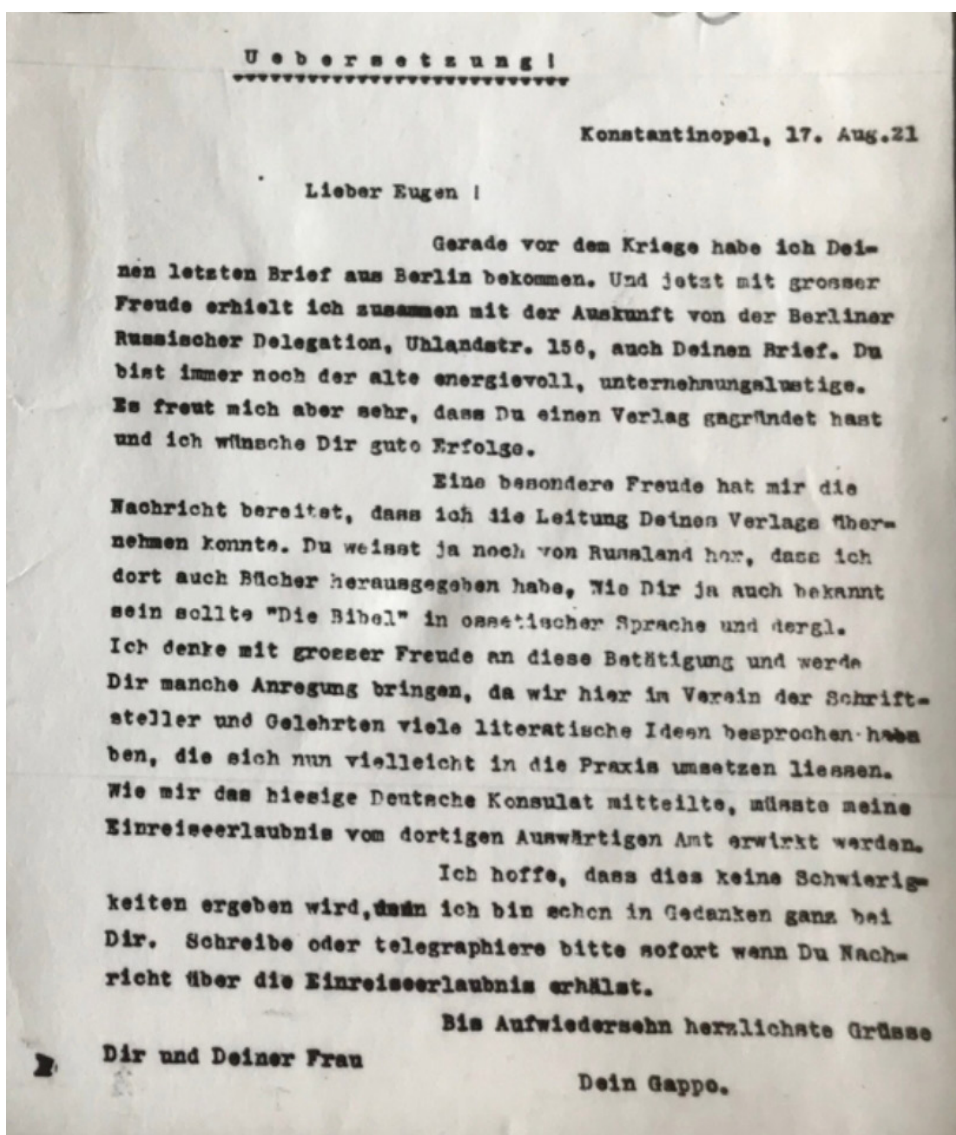 Uebersetzung!
Konstantinopel, 17. Aug.21
Lieber Eugen !
Gerade vor dem Kriege habe ich Dei-
nen letzten Brief aus Berlin bekommen. Und jetzt mit grosser
Freude erhielt ich zusammen mit der Auskunft von der Berliner
Russischer Delegation, Uhlandstr. 156, auch Deinen Brief. Du
bist immer noch der alte energievoll, unternehmungslustige.
Es freut mich aber sehr, dass Du einen Verlag gagründet hast
und ich wünsche Dir gute Erfolge.
Eine besondere Freude hat mir die
Nachricht bereitet, dass ich die Leitung Deines Verlags über-
nehmen konnte. Du weisst ja noch von Russland her, dass ich
dort auch Bücher herausgegeben habe, Wie Dir ja auch bekannt
sein sollte "Die Bibel" in ossetischer Sprache und dergl.
Ich denke mit grosser Freude an diese Betätigung und werde
Dir manche Anregung bringen, da wir hier im Verein der Schrift-
steller und Gelehrten viele literatische Ideen besprochen habe
ben, die sich nun vielleicht in die Praxis umsetzen liessen.
Wie mir das hiesige Deutsche Konsulat mitteilte, müsste meine
Einreiseerlaubnis vom dortigen Auswärtigen Amt erwirkt werden.
Ich hoffe, dass dies keine Schwierig-
keiten ergeben wird, denn ich bin schon in Gedanken ganz bei
Dir. Schreibe oder telegraphiere bitte sofort wenn Du Nach-
richt über die Einreiseerlaubnis erhälst.
Bis Aufwiedersehn herzlichste Grüsse
Dir und Deiner Frau
Dein Gappo.